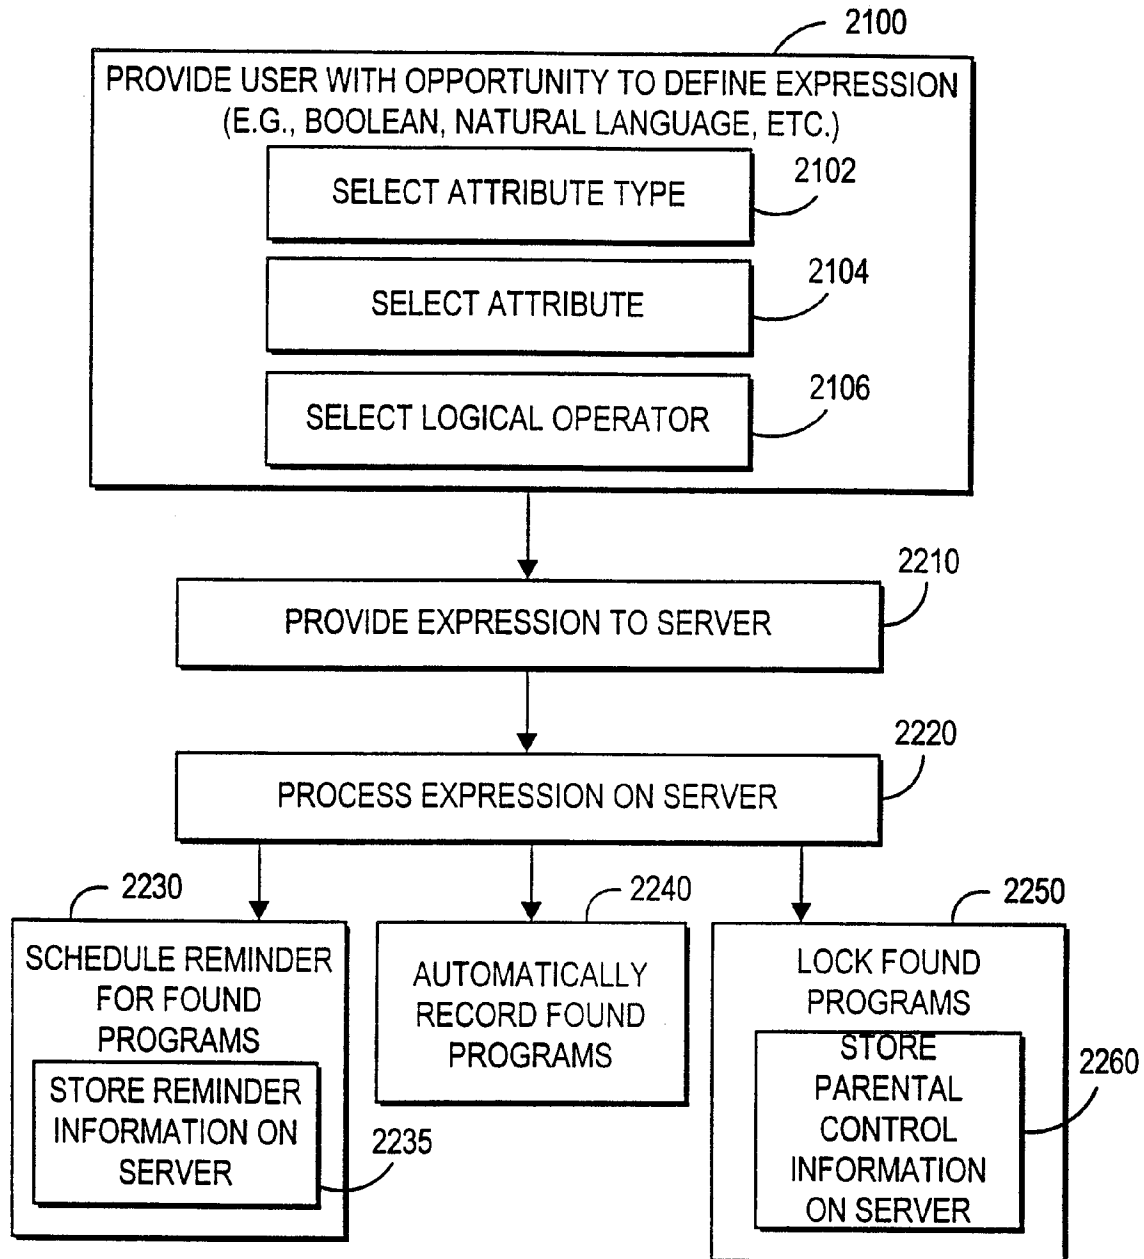 2100
PROVIDE USER WITH OPPORTUNITY TO DEFINE EXPRESSION
(E.G., BOOLEAN, NATURAL LANGUAGE, ETC.)
SELECT ATTRIBUTE TYPE
2102
SELECT ATTRIBUTE
2104
SELECT LOGICAL OPERATOR
2106
2210
PROVIDE EXPRESSION TO SERVER
2220
PROCESS EXPRESSION ON SERVER
2230
SCHEDULE REMINDER
FOR FOUND
PROGRAMS
STORE REMINDER
INFORMATION ON
SERVER
2235
2240
AUTOMATICALLY
RECORD FOUND
PROGRAMS
2250
LOCK FOUND
PROGRAMS
STORE
PARENTAL
CONTROL
INFORMATION
ON SERVER
2260